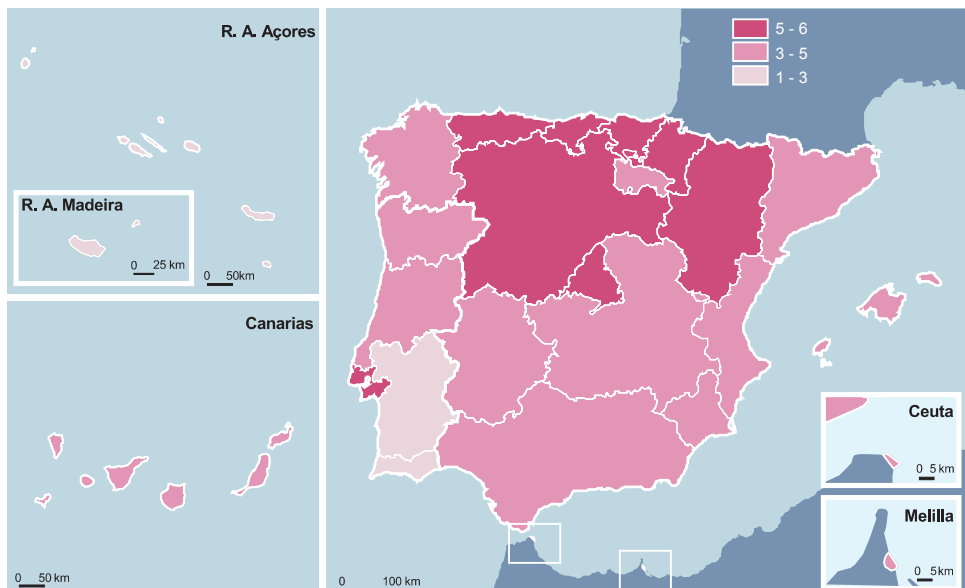 R. A. Açores
R. A. Madeira
0 25 km
0 50km
Canarias
0 50 km
5 - 6
3 - 5
1 - 3
Ceuta
0 5 km
Melilla
0 5km
0 100 km